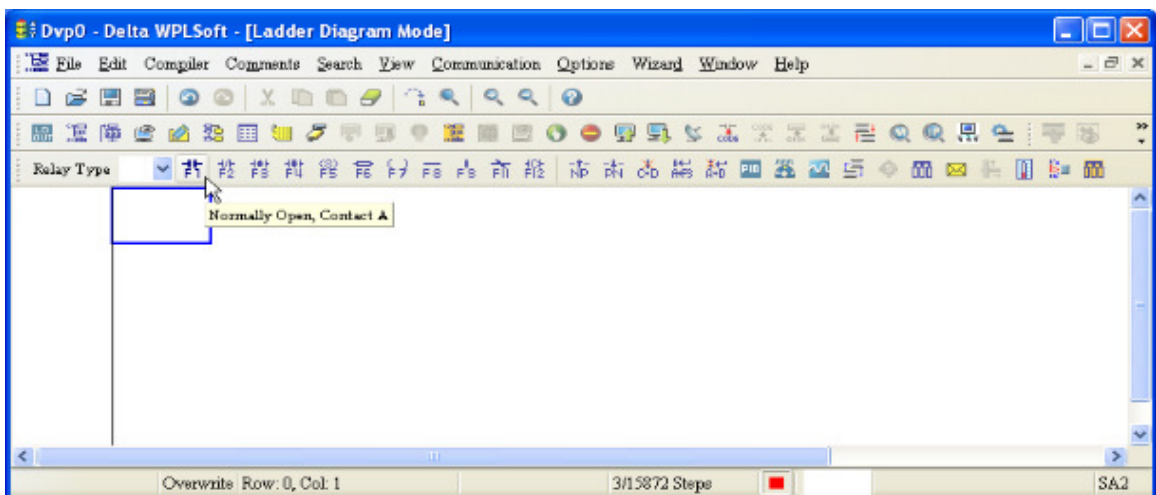 Dvp0 - Delta WPLSoft - [Ladder Diagram Mode]
File Edit Compiler Comments Search View Communication Options Wizard Window Help
Relay Type
Normally Open, Contact A
Overwrite Row: 0, Col: 1 3/15872 Steps SA2